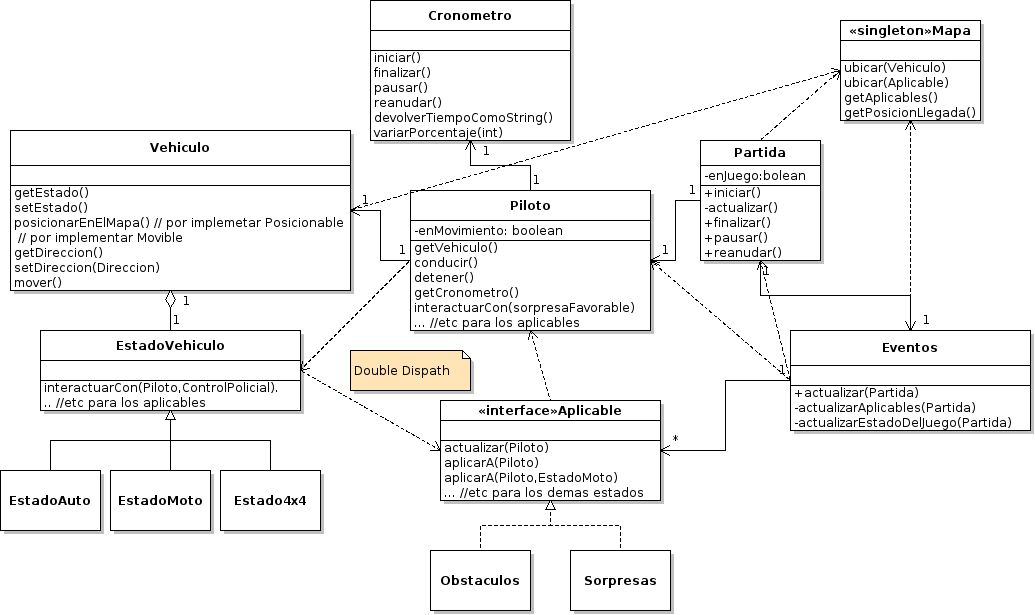 Cronometro
iniciar()
finalizar()
pausar()
reanudar()
devolverTiempoComoString()
variarPorcentaje(int)
«singleton»Mapa
ubicar(Vehiculo)
ubicar(Aplicable)
getAplicables()
getPosicionLlegada()
Vehiculo
getEstado()
setEstado()
posicionarEnElMapa() // por implemetar Posicionable
// por implementar Movible
getDireccion()
setDireccion(Direccion)
mover()
1
1
Partida
-enJuego:bolean
+iniciar()
-actualizar()
+finalizar()
+pausar()
+reanudar()
Piloto
-enMovimiento: boolean
getVehiculo()
conducir()
detener()
getCronometro()
interactuarCon(sorpresaFavorable)
... //etc para los aplicables
1
1
1
1
1
1
1
1
1
1
EstadoVehiculo
interactuarCon(Piloto,ControlPolicial).
.. //etc para los aplicables
Double Dispath
Eventos
+actualizar(Partida)
-actualizarAplicables(Partida)
-actualizarEstadoDelJuego(Partida)
*
«interface»Aplicable
actualizar(Piloto)
aplicarA(Piloto)
aplicarA(Piloto,EstadoMoto)
... //etc para los demas estados
EstadoAuto
EstadoMoto
Estado4x4
Obstaculos
Sorpresas